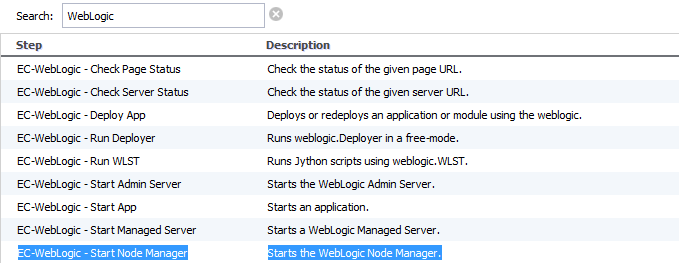 Search: WebLogic
Step Description
EC-WebLogic - Check Page Status Check the status of the given page URL.
EC-WebLogic - Check Server Status Check the status of the given server URL.
EC-WebLogic - Deploy App Deploys or redeploys an application or module using the weblogic.
EC-WebLogic - Run Deployer Runs weblogic.Deployer in a free-mode.
EC-WebLogic - Run WLST Runs Jython scripts using weblogic.WLST.
EC-WebLogic - Start Admin Server Starts the WebLogic Admin Server.
EC-WebLogic - Start App Starts an application.
EC-WebLogic - Start Managed Server Starts a WebLogic Managed Server.
EC-WebLogic - Start Node Manager Starts the WebLogic Node Manager.